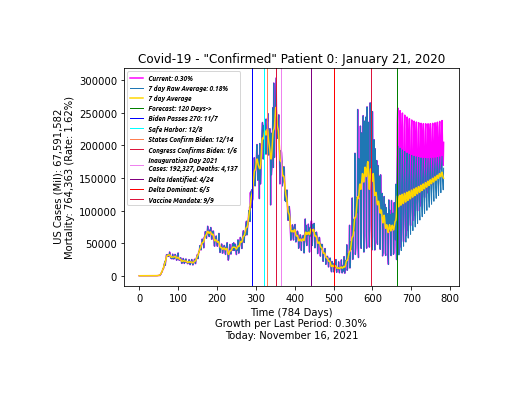 Covid-19 - "Confirmed" Patient 0: January 21, 2020
US Cases (Mil): 67,591,582
Mortality: 764,363 (Rate: 1.62%)
300000
250000
200000
150000
100000
50000
0
Current: 0.30%
7 day Raw Average: 0.18%
7 day Average
Forecast: 120 Days->
Biden Passes 270: 11/7
Safe Harbor: 12/8
States Confirm Biden: 12/14
Congress Confirms Biden: 1/6
Inauguration Day 2021
Cases: 192,327, Deaths: 4,137
Delta Identified: 4/24
Delta Dominant: 6/5
Vaccine Mandate: 9/9
0 100 200 300 400 500 600 700 800
Time (784 Days)
Growth per Last Period: 0.30%
Today: November 16, 2021